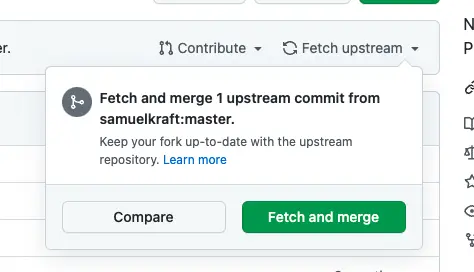 er.
Contribute
Fetch upstream
N
P
Fetch and merge 1 upstream commit from
samuelkraft:master.
Keep your fork up-to-date with the upstream
repository. Learn more
Compare
Fetch and merge